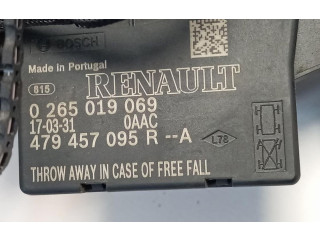 BOSCH
Made in Portugal
RENAULT
815
0 265 019 069
17-03-31 0AAC
479 457 095 R --A
L78
THROW AWAY IN CASE OF FREE FALL